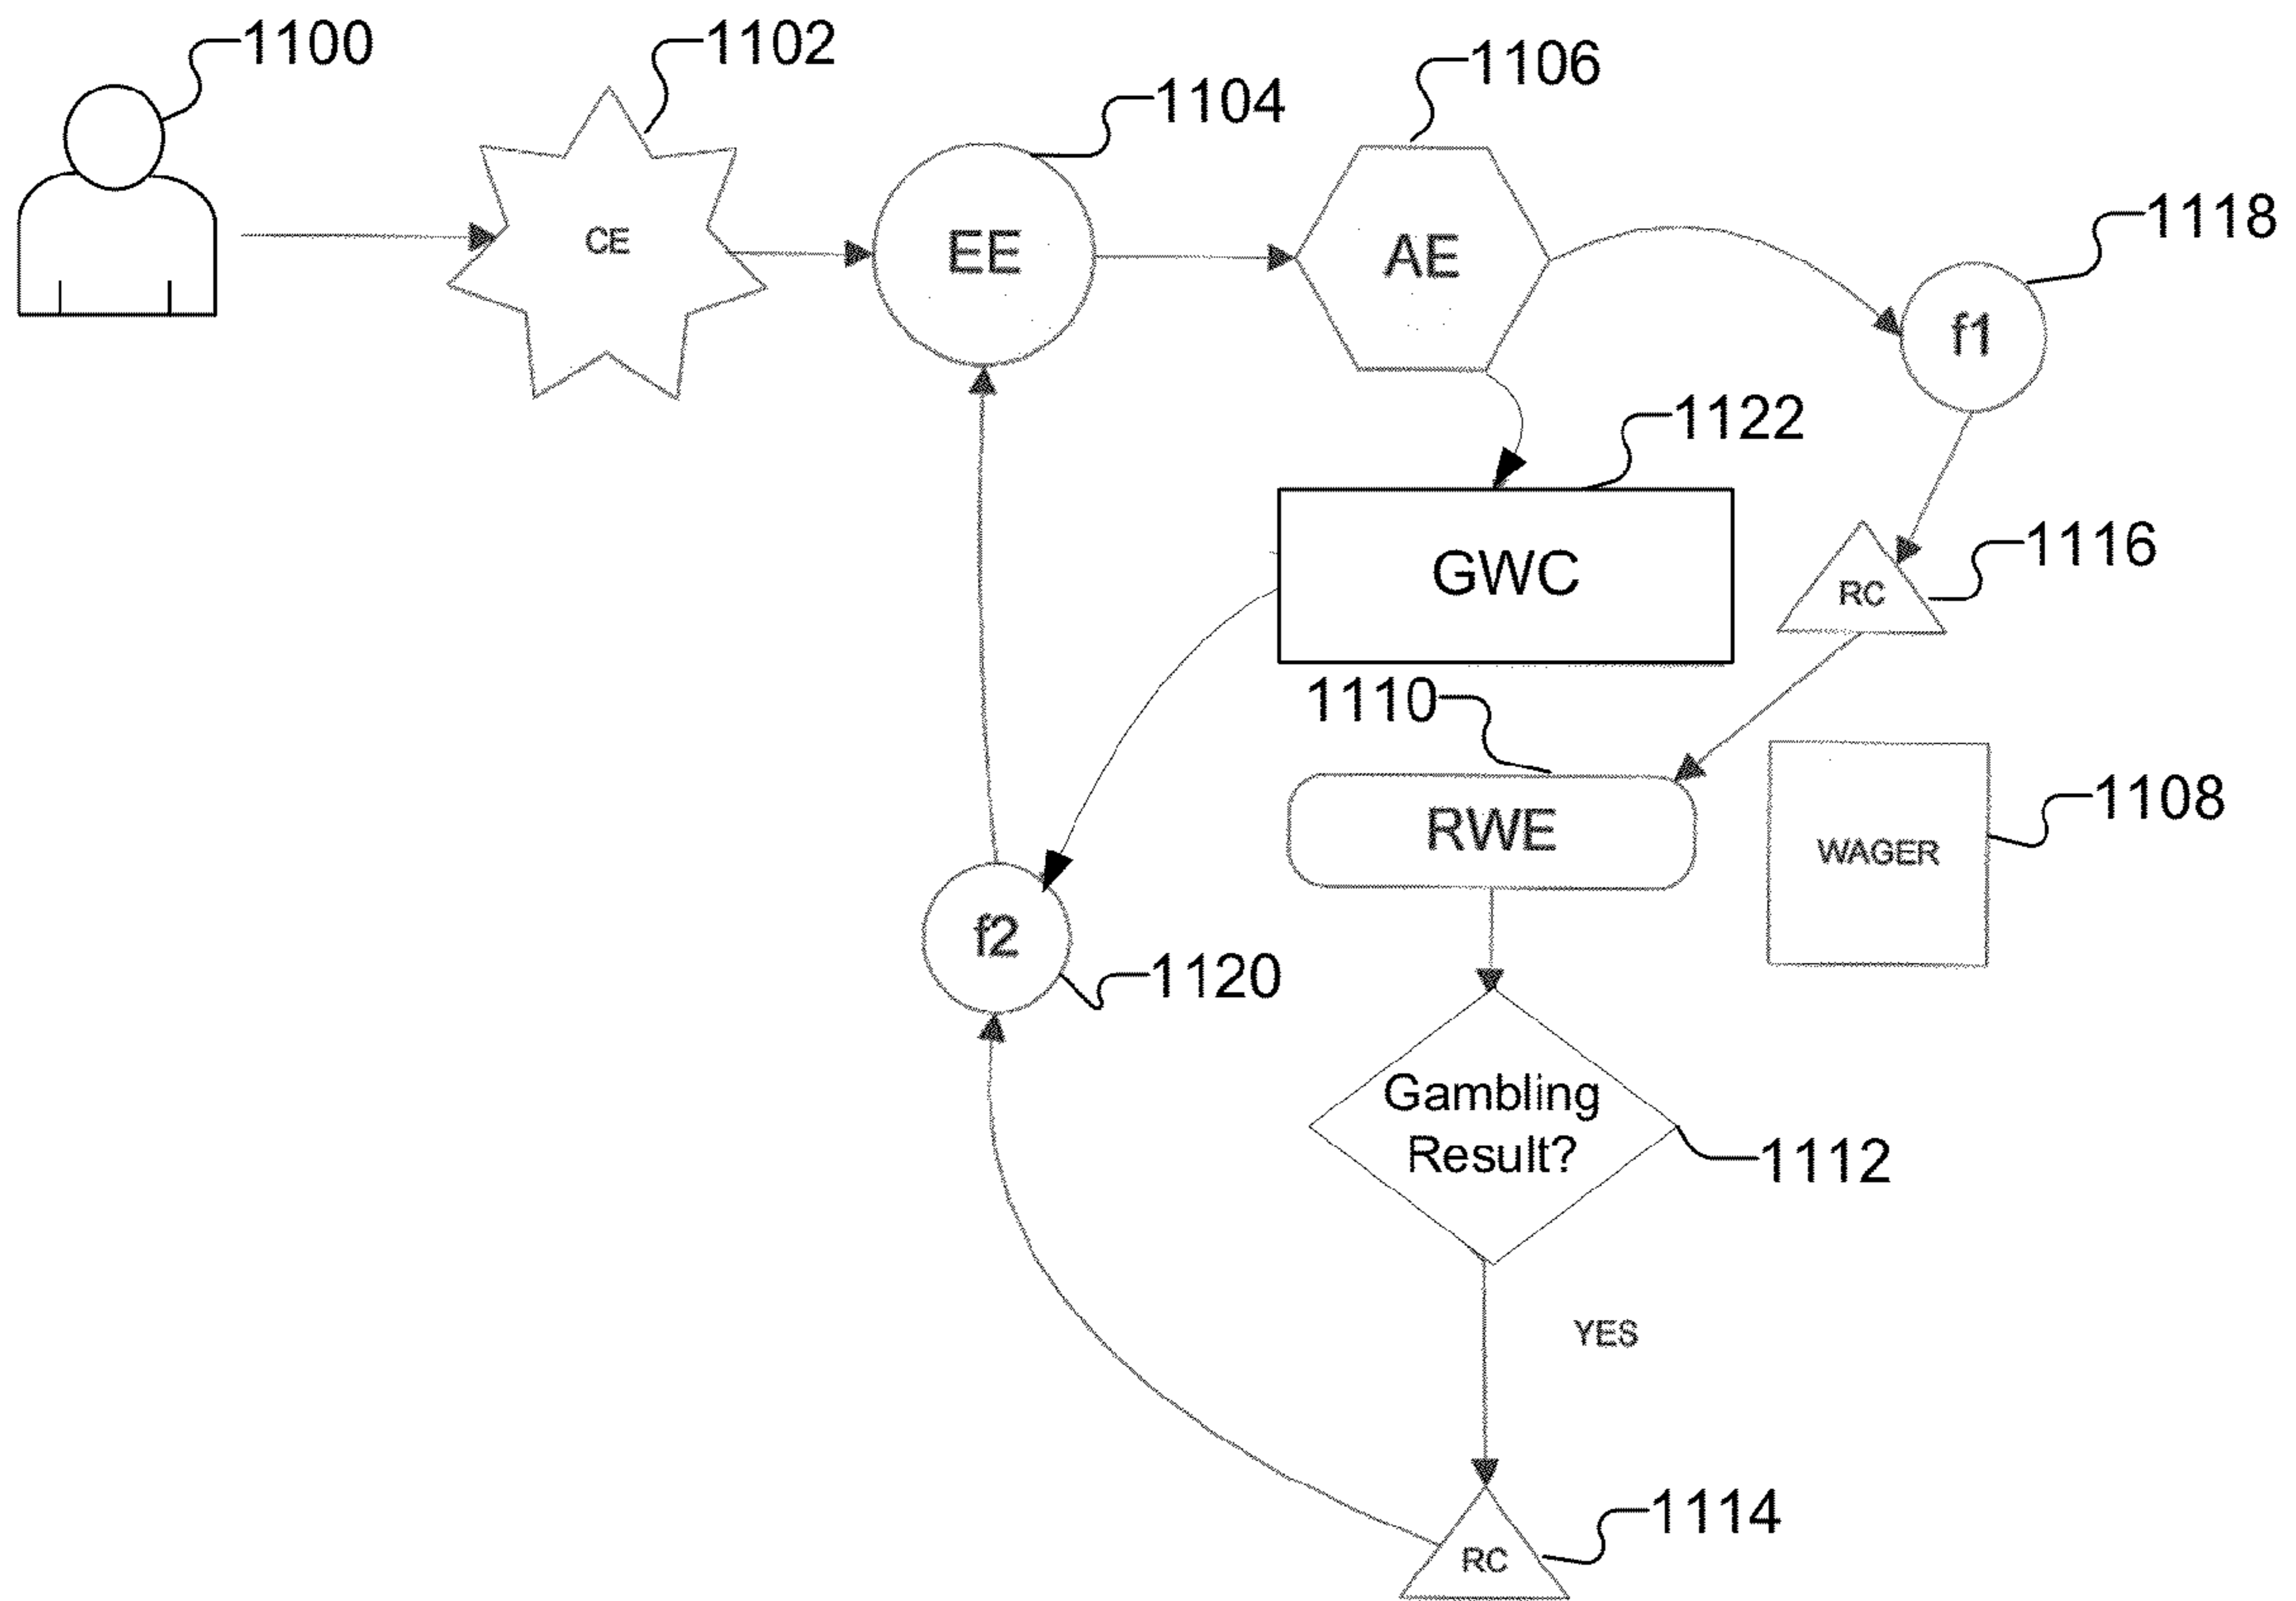 1100
1102
1104
1106
CE
EE
AE
1118
f1
1122
GWC
1116
RC
1110
RWE
1108
WAGER
f2
1120
Gambling
Result?
1112
YES
1114
RC